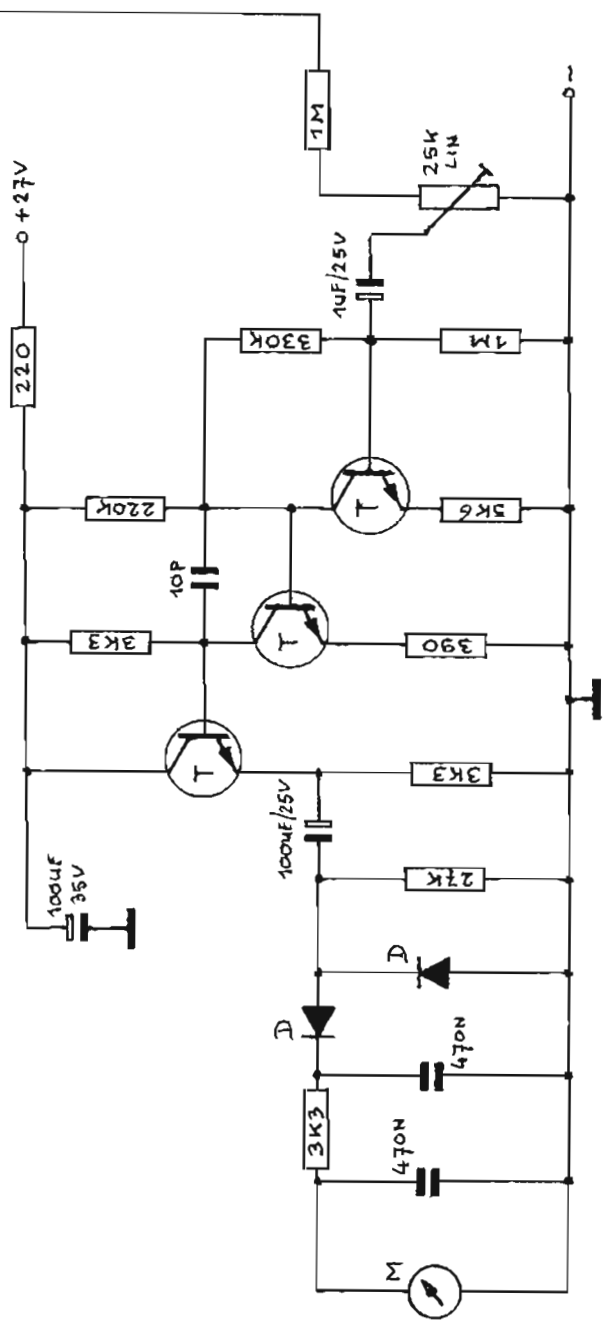 ~
1M
25K
LIN
+27V
1uF/25V
220
330K
1M
220K
5K6
T
10P
3K3
T
390
T
3K3
100uF/25V
27K
100uF
35V
D
D
470N
3K3
470N
M